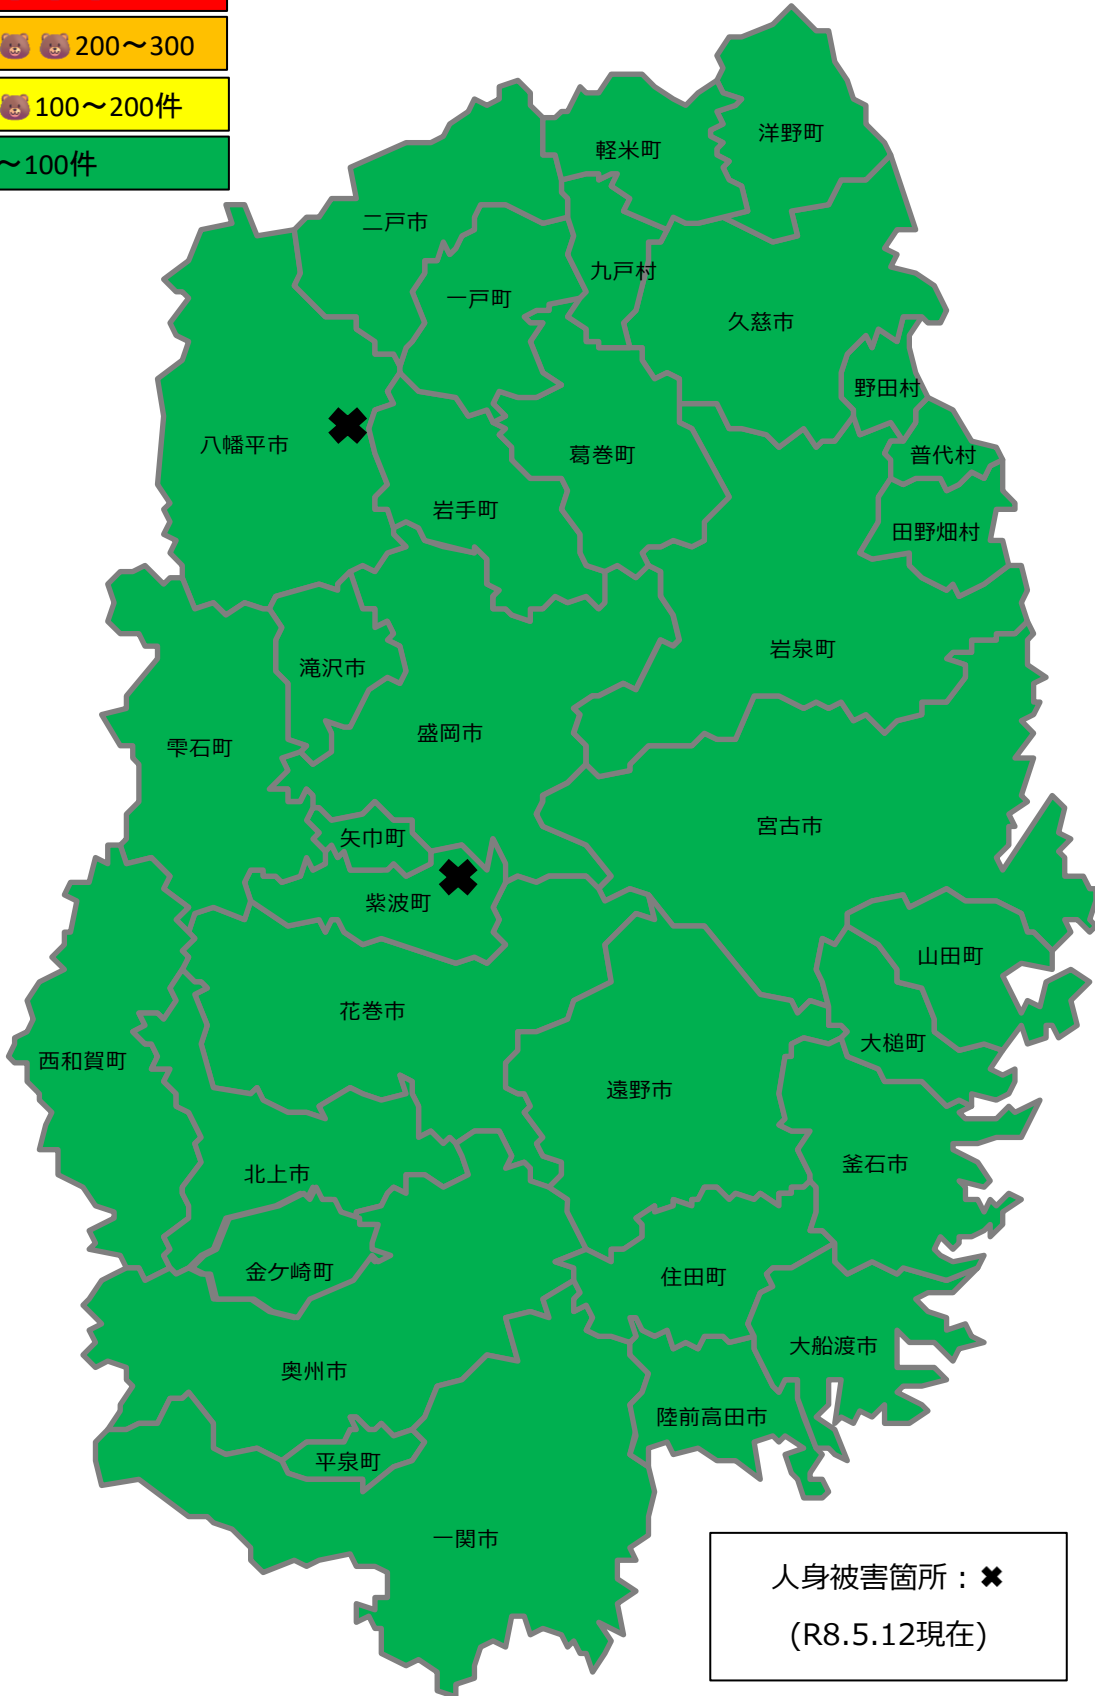 200～300
100～200件
～100件
洋野町
軽米町
二戸市
九戸村
一戸町
久慈市
野田村
八幡平市
葛巻町
普代村
岩手町
田野畑村
岩泉町
滝沢市
盛岡市
雫石町
宮古市
矢巾町
紫波町
山田町
花巻市
大槌町
西和賀町
遠野市
釜石市
北上市
金ケ崎町
住田町
大船渡市
奥州市
陸前高田市
平泉町
一関市
人身被害箇所：✖
(R8.5.12現在)